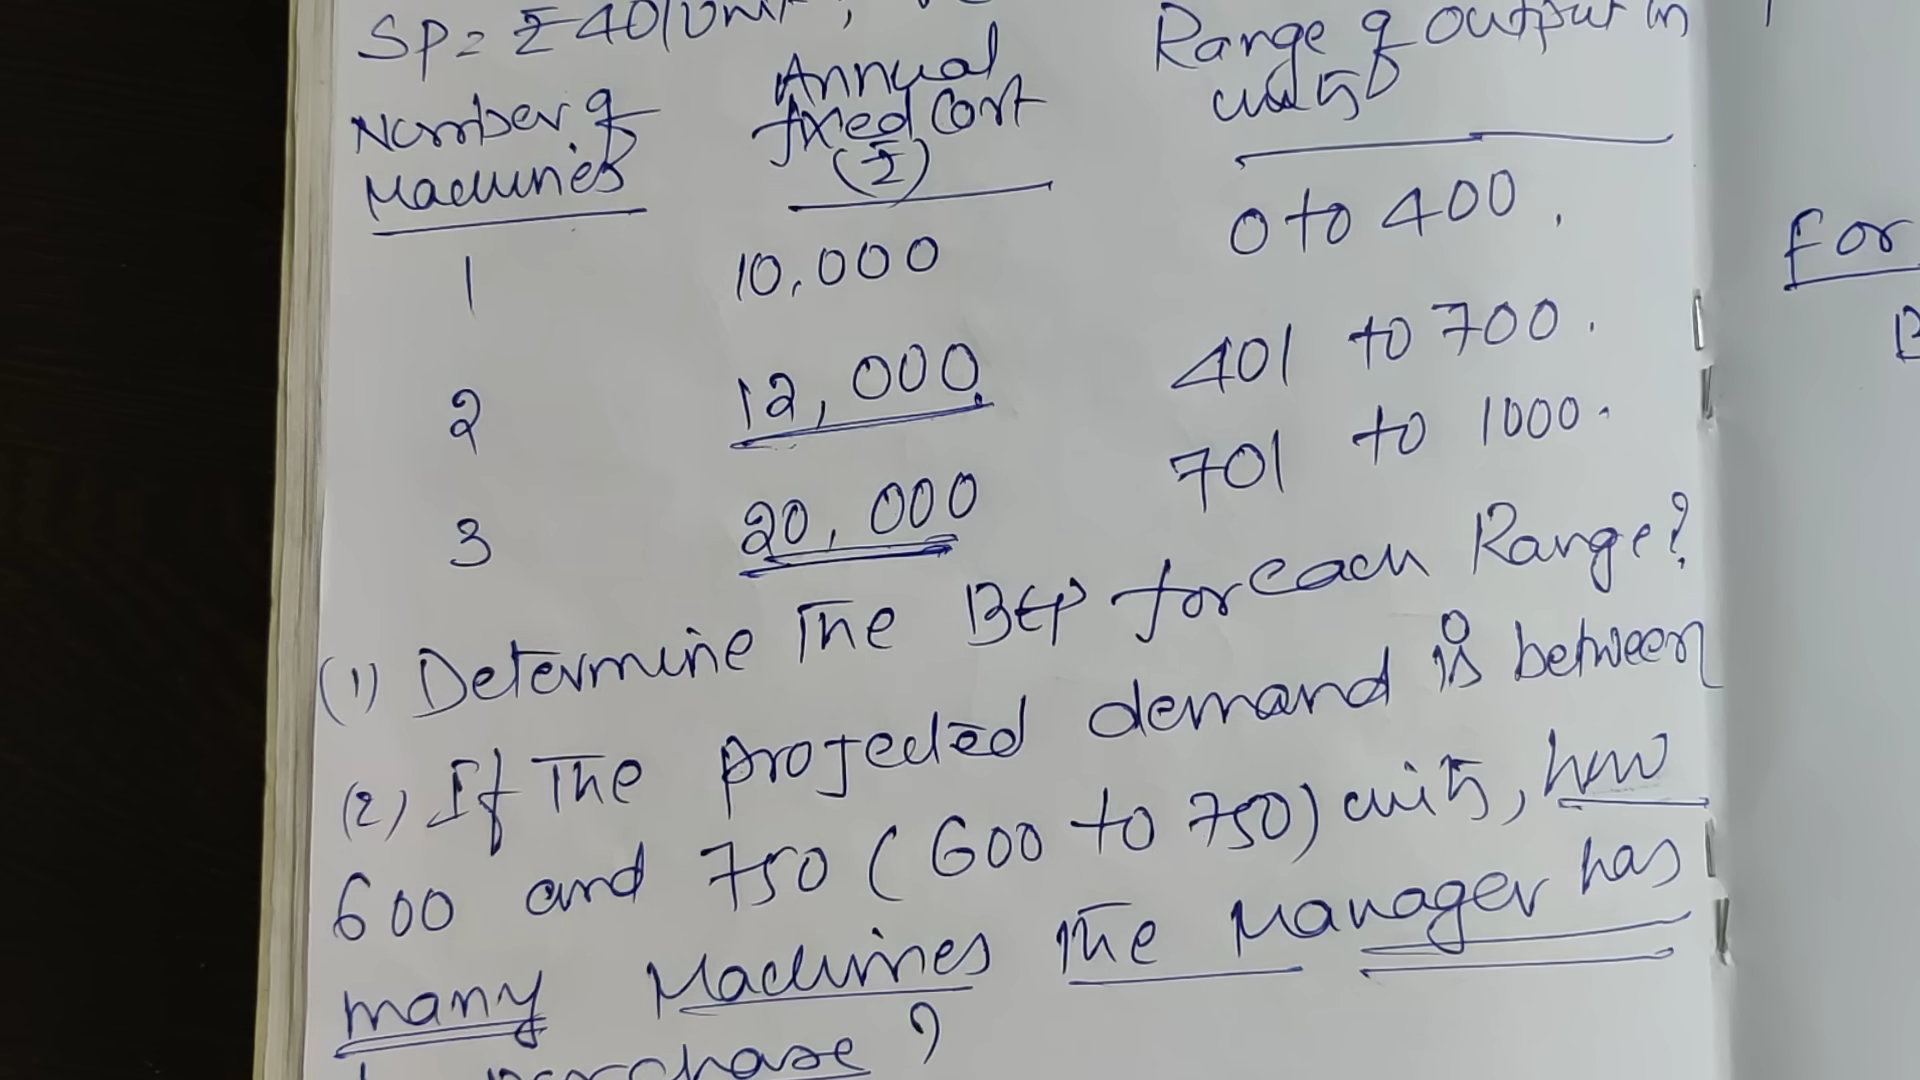 SP = ₹ 40/Unit,
Number of Machines
Annual fixed Cost (₹)
Range of output in units
1 10,000 0 to 400.
2 12,000 401 to 700.
3 20,000 701 to 1000.
(1) Determine The BEP for each Range?
(2) If The projected demand is between
600 and 750 (600 to 750) units, how
many Machines the Manager has
purchase?
For
B